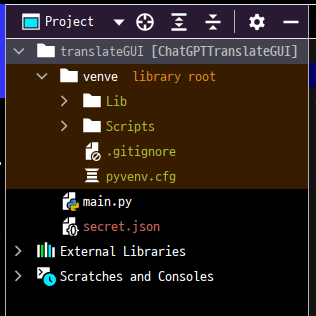 Project
translateGUI [ChatGPTTranslateGUI]
venve library root
Lib
Scripts
.gitignore
pyvenv.cfg
main.py
secret.json
External Libraries
Scratches and Consoles